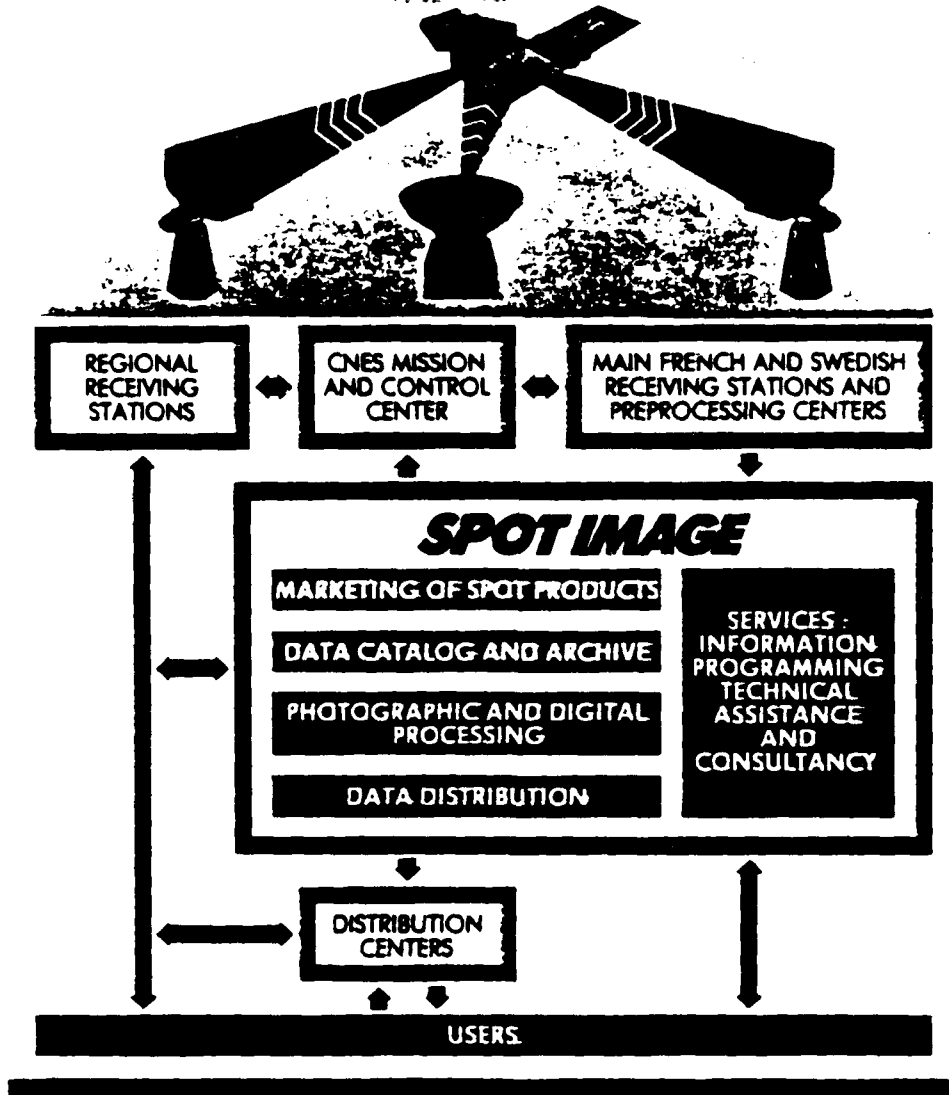 REGIONAL
RECEIVING
STATIONS
CNES MISSION
AND CONTROL
CENTER
MAIN FRENCH AND SWEDISH
RECEIVING STATIONS AND
PREPROCESSING CENTERS
SPOT IMAGE
MARKETING OF SPOT PRODUCTS
DATA CATALOG AND ARCHIVE
PHOTOGRAPHIC AND DIGITAL
PROCESSING
DATA DISTRIBUTION
SERVICES :
INFORMATION
PROGRAMMING
TECHNICAL
ASSISTANCE
AND
CONSULTANCY
DISTRIBUTION
CENTERS
USERS